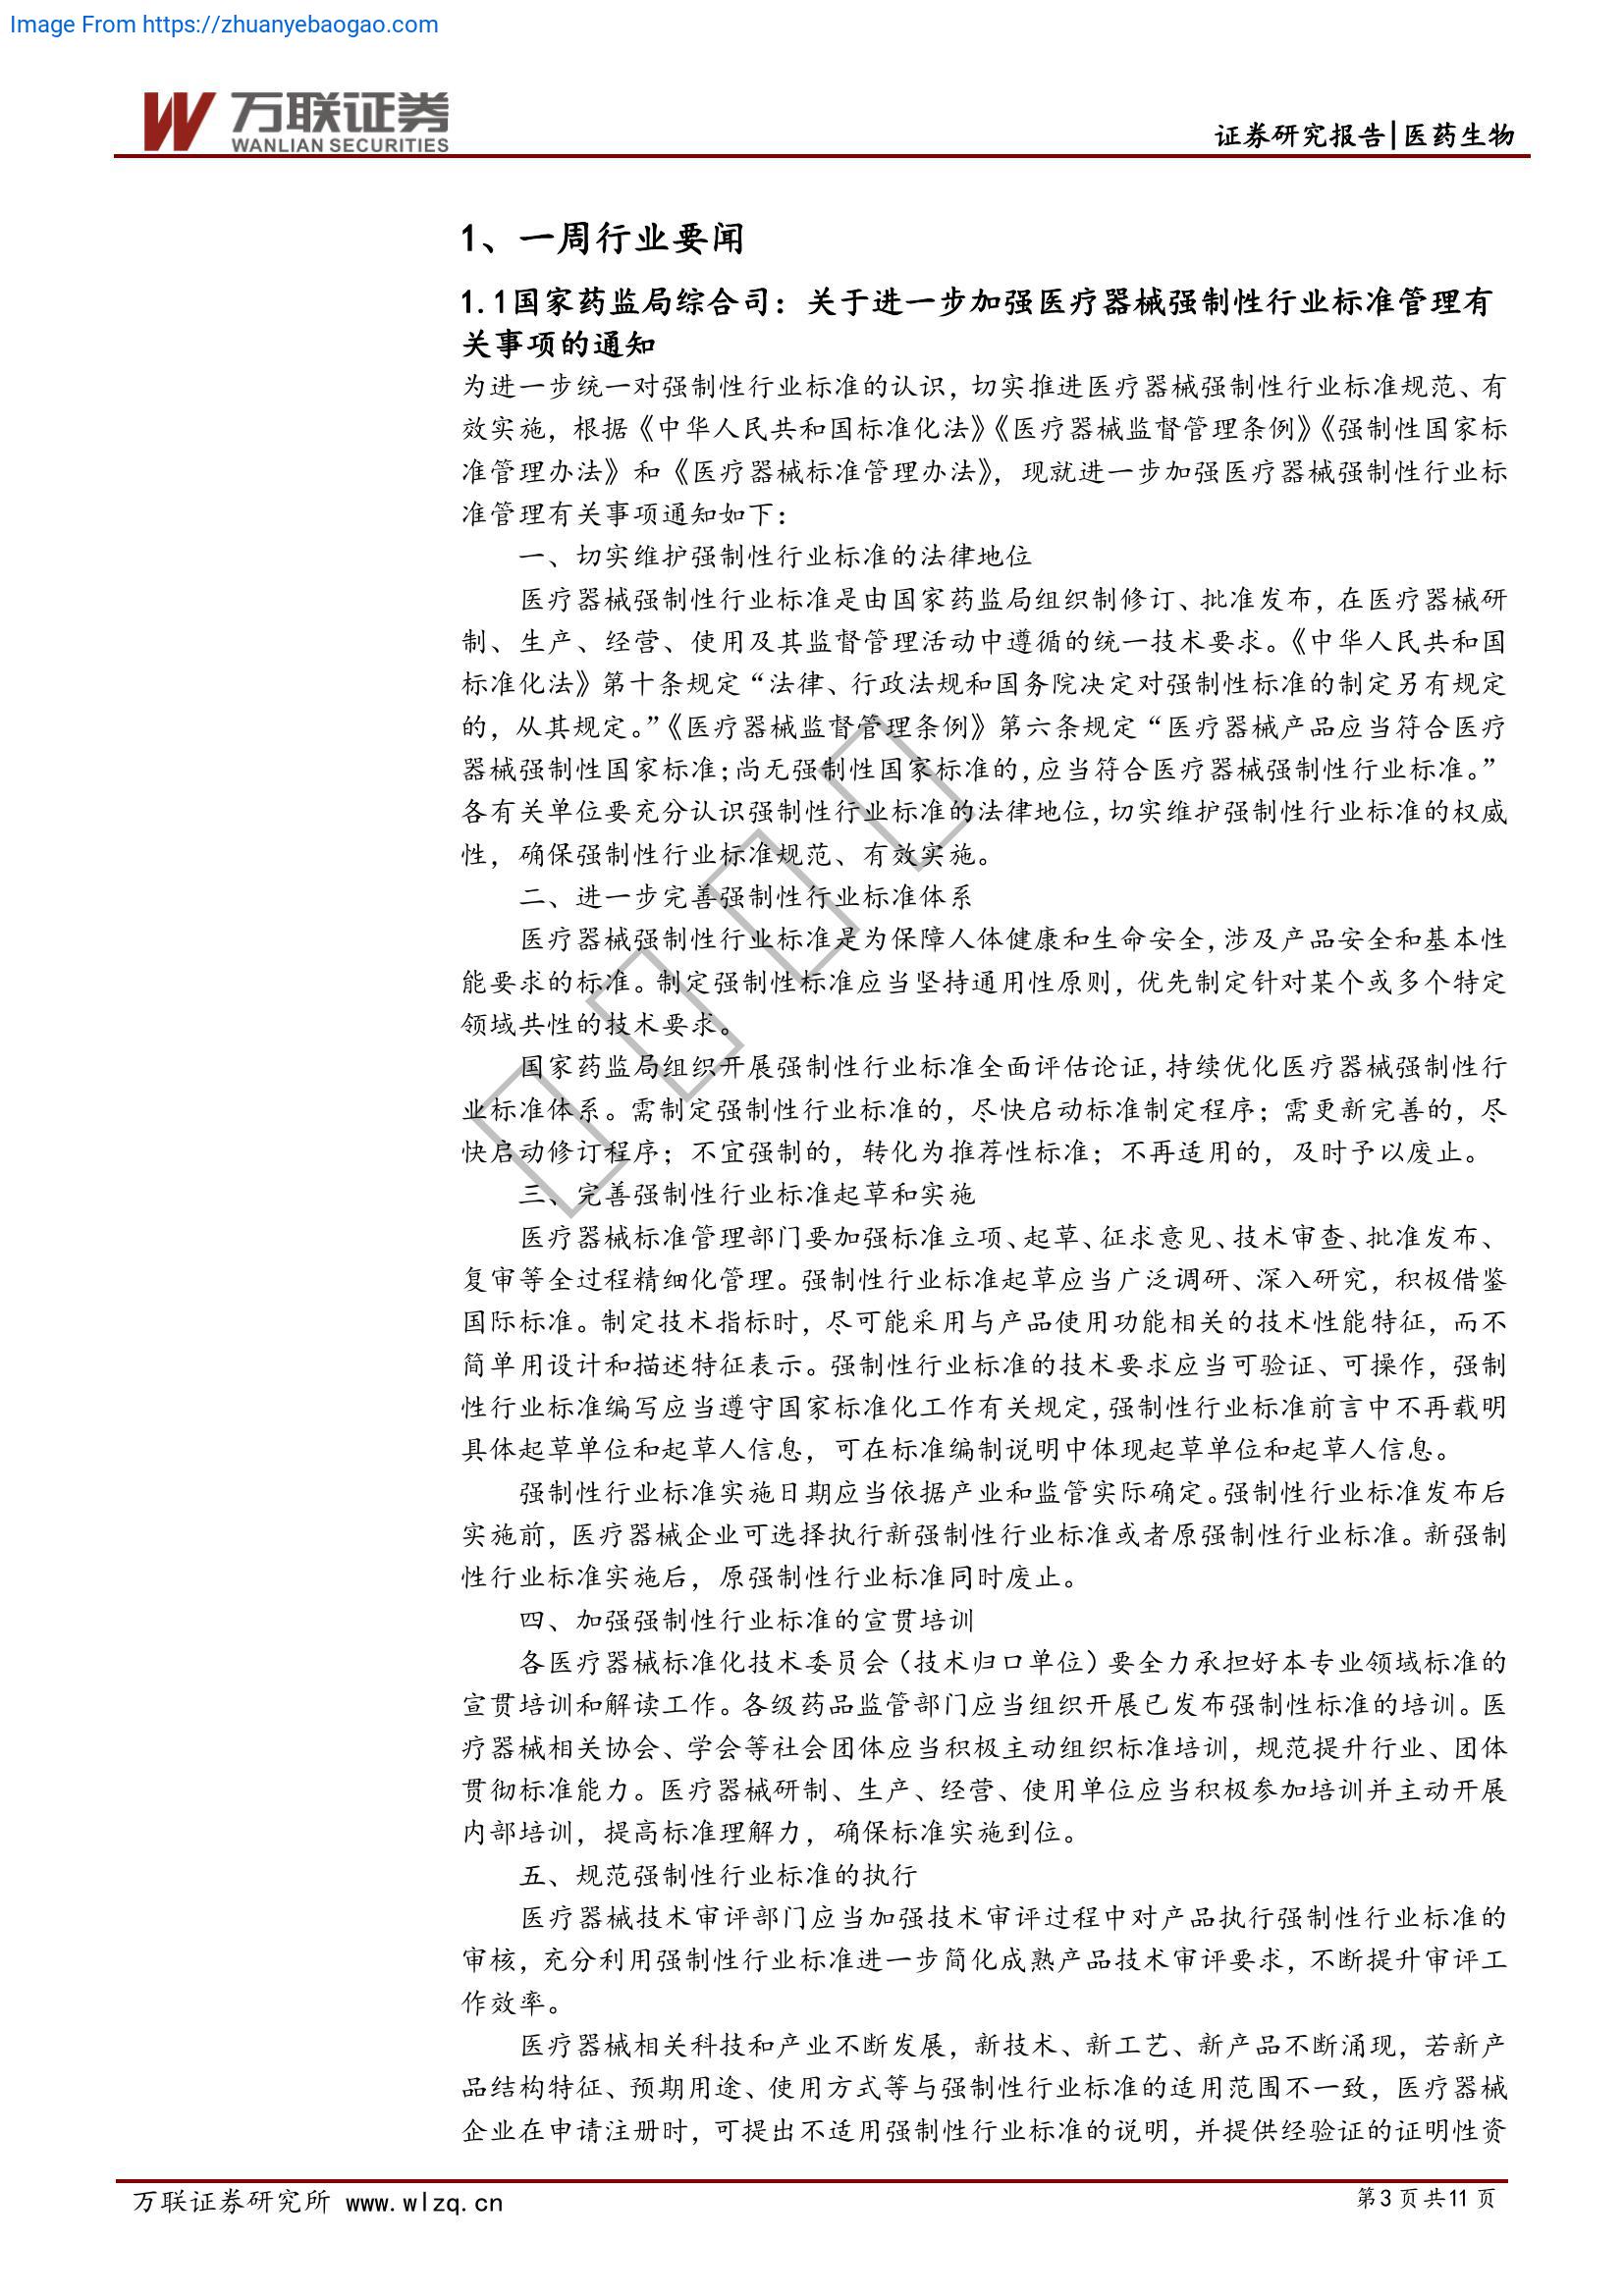 Image From https://zhuanyebaogao.com
万联证券
WANLIAN SECURITIES
证券研究报告|医药生物
1、一周行业要闻
1.1国家药监局综合司：关于进一步加强医疗器械强制性行业标准管理有
关事项的通知
为进一步统一对强制性行业标准的认识，切实推进医疗器械强制性行业标准规范、有
效实施，根据《中华人民共和国标准化法》《医疗器械监督管理条例》《强制性国家标
准管理办法》和《医疗器械标准管理办法》，现就进一步加强医疗器械强制性行业标
准管理有关事项通知如下：
一、切实维护强制性行业标准的法律地位
医疗器械强制性行业标准是由国家药监局组织制修订、批准发布，在医疗器械研
制、生产、经营、使用及其监督管理活动中遵循的统一技术要求。《中华人民共和国
标准化法》第十条规定“法律、行政法规和国务院决定对强制性标准的制定另有规定
的，从其规定。”《医疗器械监督管理条例》第六条规定“医疗器械产品应当符合医疗
器械强制性国家标准；尚无强制性国家标准的，应当符合医疗器械强制性行业标准。”
各有关单位要充分认识强制性行业标准的法律地位，切实维护强制性行业标准的权威
性，确保强制性行业标准规范、有效实施。
二、进一步完善强制性行业标准体系
医疗器械强制性行业标准是为保障人体健康和生命安全，涉及产品安全和基本性
能要求的标准。制定强制性标准应当坚持通用性原则，优先制定针对某个或多个特定
领域共性的技术要求。
国家药监局组织开展强制性行业标准全面评估论证，持续优化医疗器械强制性行
业标准体系。需制定强制性行业标准的，尽快启动标准制定程序；需更新完善的，尽
快启动修订程序；不宜强制的，转化为推荐性标准；不再适用的，及时予以废止。
三、完善强制性行业标准起草和实施
医疗器械标准管理部门要加强标准立项、起草、征求意见、技术审查、批准发布、
复审等全过程精细化管理。强制性行业标准起草应当广泛调研、深入研究，积极借鉴
国际标准。制定技术指标时，尽可能采用与产品使用功能相关的技术性能特征，而不
简单用设计和描述特征表示。强制性行业标准的技术要求应当可验证、可操作，强制
性行业标准编写应当遵守国家标准化工作有关规定，强制性行业标准前言中不再载明
具体起草单位和起草人信息，可在标准编制说明中体现起草单位和起草人信息。
强制性行业标准实施日期应当依据产业和监管实际确定。强制性行业标准发布后
实施前，医疗器械企业可选择执行新强制性行业标准或者原强制性行业标准。新强制
性行业标准实施后，原强制性行业标准同时废止。
四、加强强制性行业标准的宣贯培训
各医疗器械标准化技术委员会（技术归口单位）要全力承担好本专业领域标准的
宣贯培训和解读工作。各级药品监管部门应当组织开展已发布强制性标准的培训。医
疗器械相关协会、学会等社会团体应当积极主动组织标准培训，规范提升行业、团体
贯彻标准能力。医疗器械研制、生产、经营、使用单位应当积极参加培训并主动开展
内部培训，提高标准理解力，确保标准实施到位。
五、规范强制性行业标准的执行
医疗器械技术审评部门应当加强技术审评过程中对产品执行强制性行业标准的
审核，充分利用强制性行业标准进一步简化成熟产品技术审评要求，不断提升审评工
作效率。
医疗器械相关科技和产业不断发展，新技术、新工艺、新产品不断涌现，若新产
品结构特征、预期用途、使用方式等与强制性行业标准的适用范围不一致，医疗器械
企业在申请注册时，可提出不适用强制性行业标准的说明，并提供经验证的证明性资
万联证券研究所 www.wlzq.cn
第3页共11页